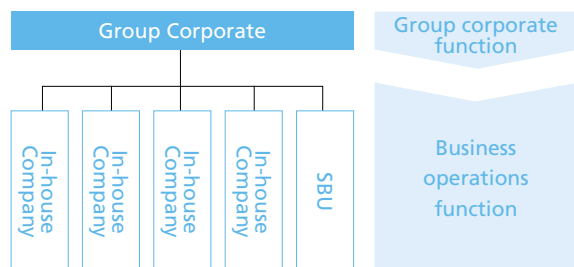 Group Corporate
Group corporate
function
In-house
Company
In-house
Company
In-house
Company
In-house
Company
SBU
Business
operations
function